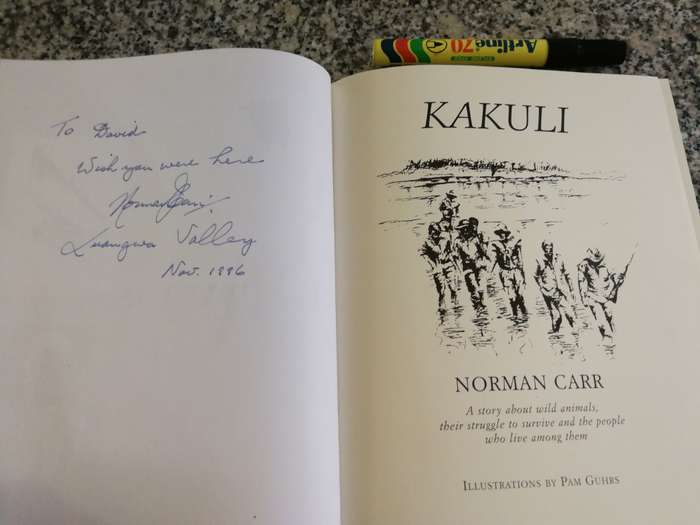 To David
Wish you were here
Norman Carr.
Luangwa Valley
Nov. 1996
Artline 70
KAKULI
NORMAN CARR
A story about wild animals,
their struggle to survive and the people
who live among them
ILLUSTRATIONS BY PAM GUHRS